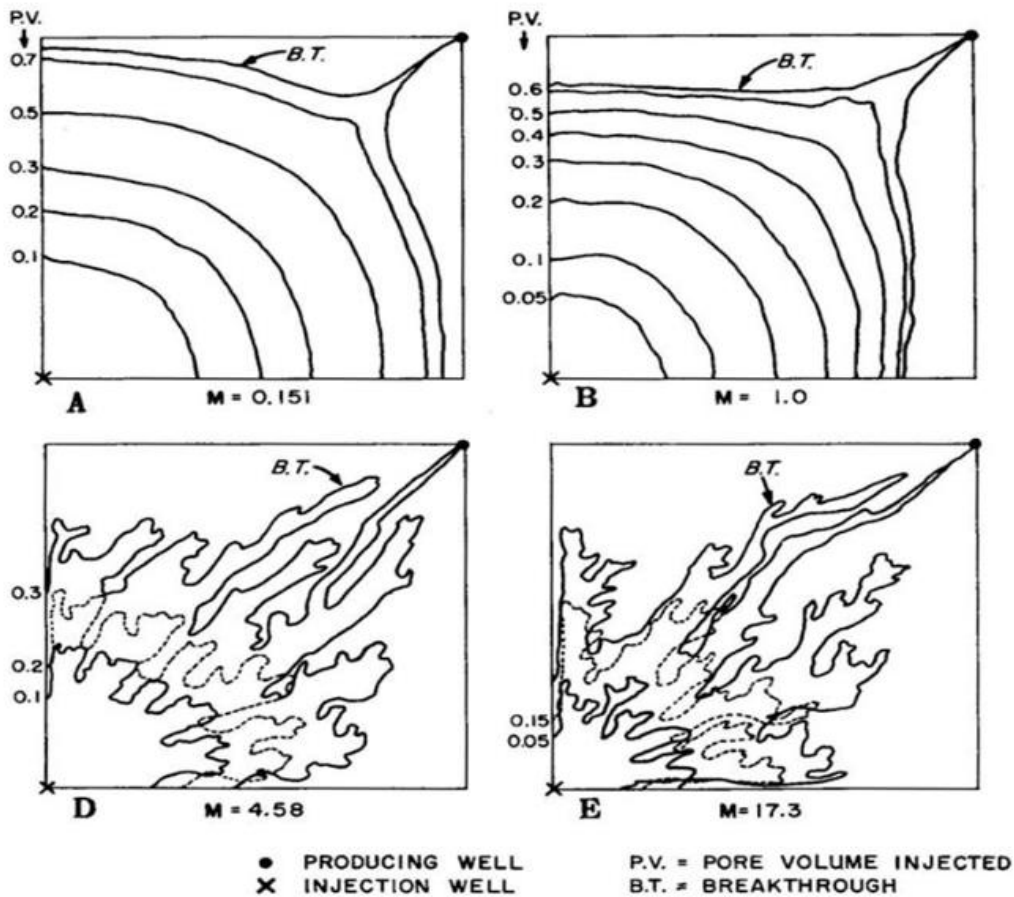 P.V.
0.7
0.5
0.3
0.2
0.1
B.T.
A
M = 0.151
P.V.
0.6
0.5
0.4
0.3
0.2
0.1
0.05
B.T.
B
M = 1.0
0.3
0.2
0.1
B.T.
D
M = 4.58
0.15
0.05
B.T.
E
M = 17.3
● PRODUCING WELL
× INJECTION WELL
P.V. = PORE VOLUME INJECTED
B.T. = BREAKTHROUGH